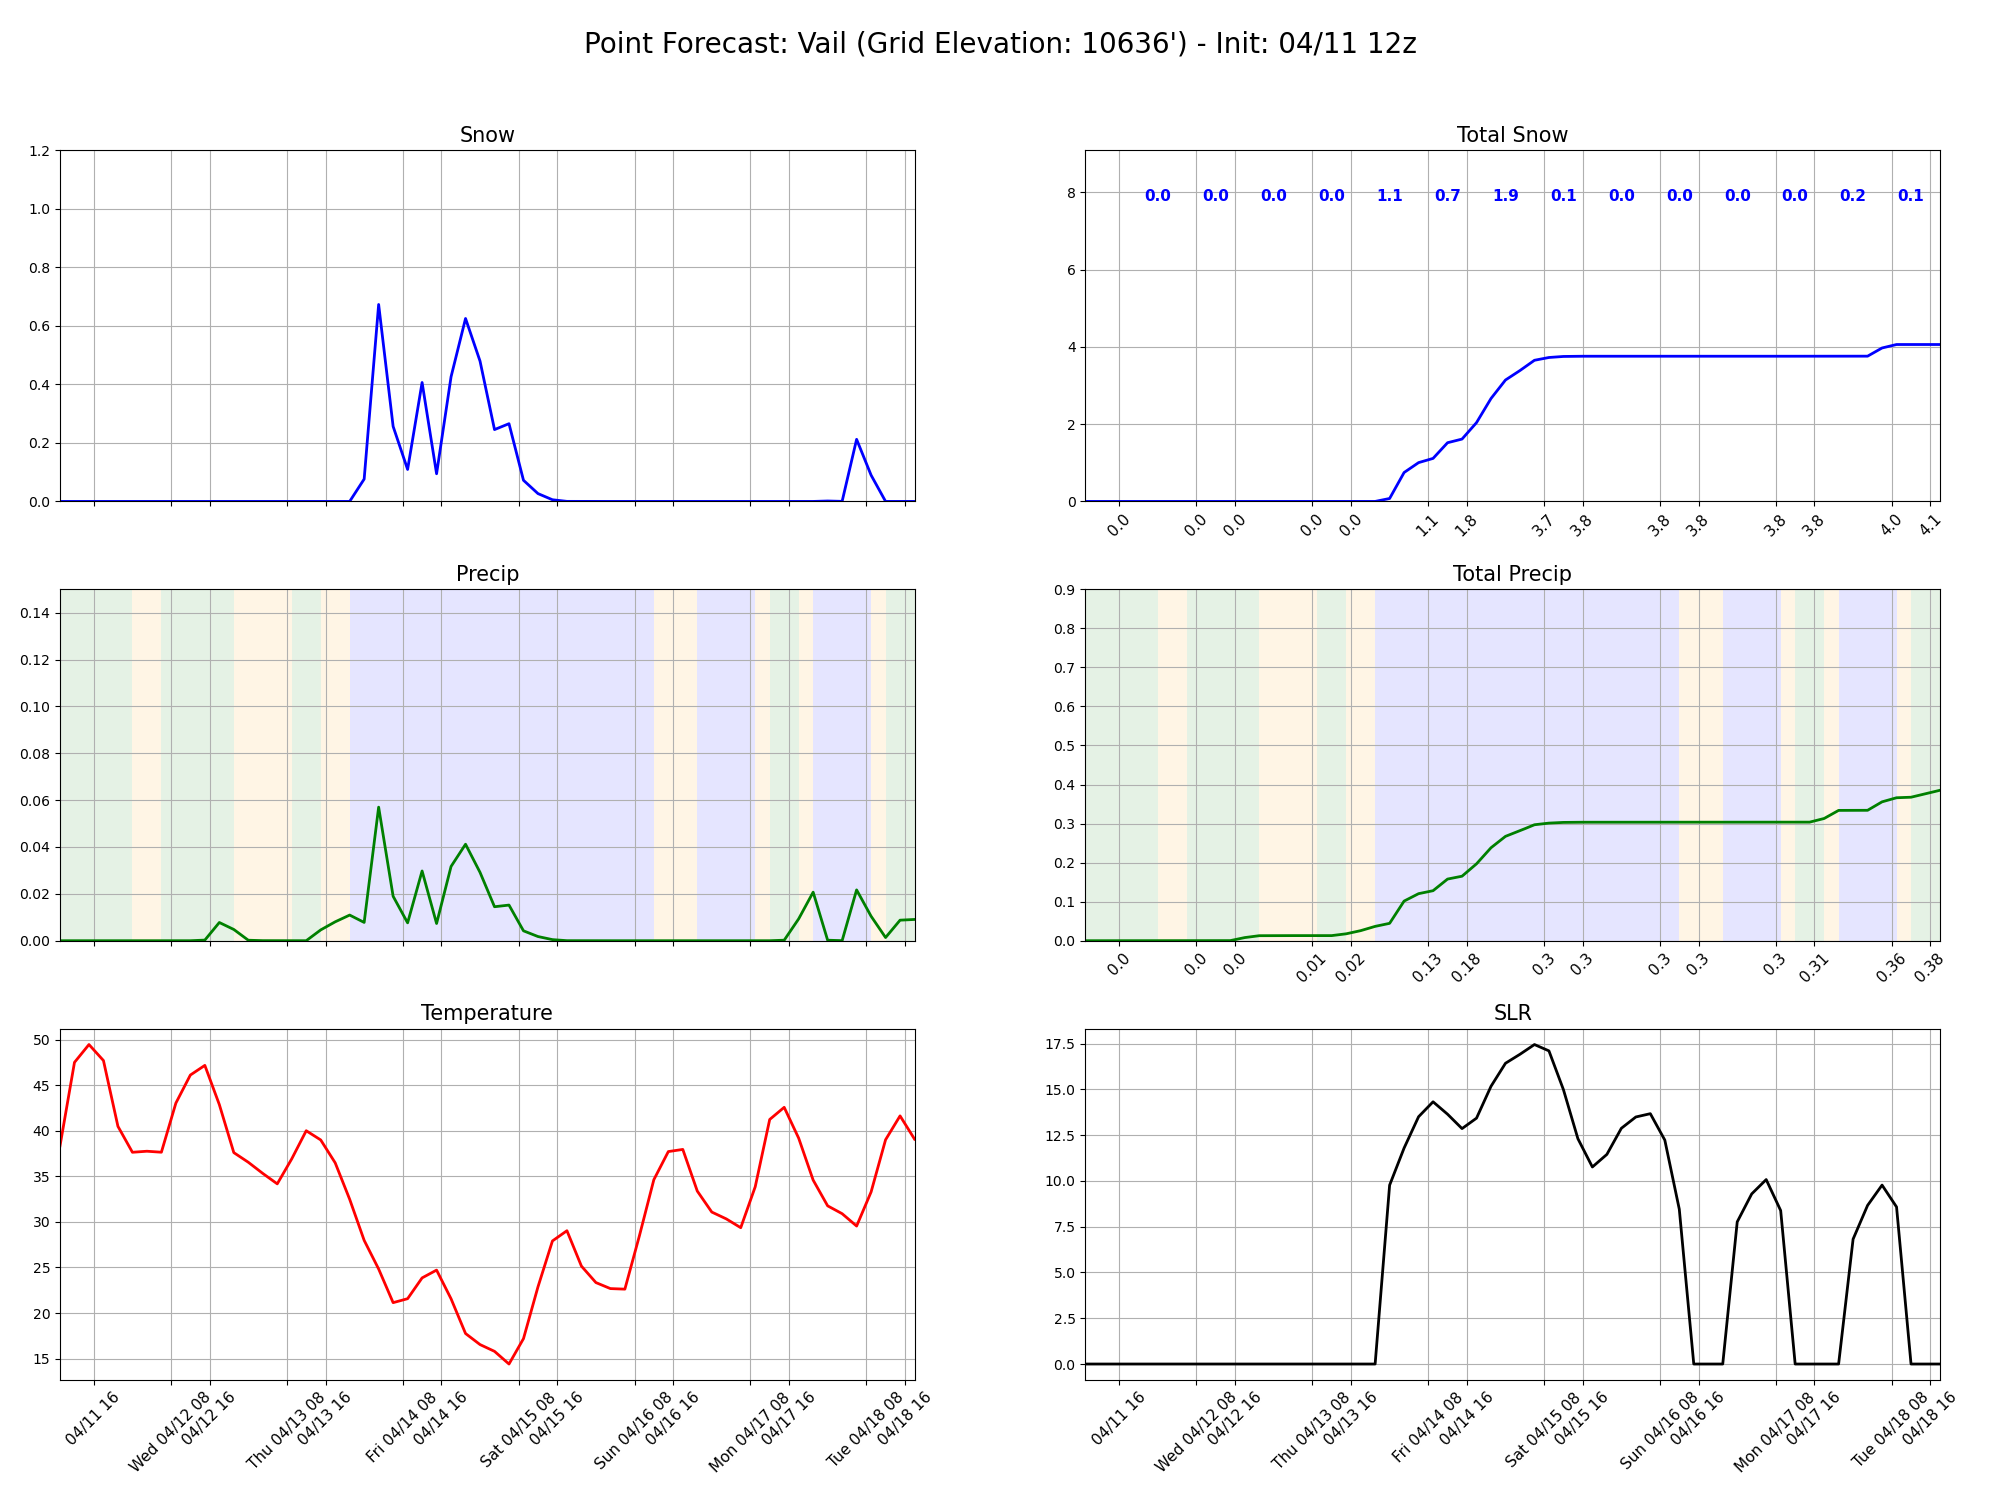 Point Forecast: Vail (Grid Elevation: 10636') - Init: 04/11 12z
Snow
1.2
1.0
0.8
0.6
0.4
0.2
0.0
Total Snow
8
6
4
2
0
0.0 0.0 0.0 0.0 1.1 0.7 1.9 0.1 0.0 0.0 0.0 0.0 0.2 0.1
0.0 0.0 0.0 0.0 0.0 1.1 1.8 3.7 3.8 3.8 3.8 3.8 3.8 4.0 4.1
Precip
0.14
0.12
0.10
0.08
0.06
0.04
0.02
0.00
Total Precip
0.9
0.8
0.7
0.6
0.5
0.4
0.3
0.2
0.1
0.0
0.0 0.0 0.0 0.01 0.02 0.13 0.18 0.3 0.3 0.3 0.3 0.3 0.31 0.36 0.38
Temperature
50
45
40
35
30
25
20
15
04/11 16
Wed 04/12 08
04/12 16
Thu 04/13 08
04/13 16
Fri 04/14 08
04/14 16
Sat 04/15 08
04/15 16
Sun 04/16 08
04/16 16
Mon 04/17 08
04/17 16
Tue 04/18 08
04/18 16
SLR
17.5
15.0
12.5
10.0
7.5
5.0
2.5
0.0
04/11 16
Wed 04/12 08
04/12 16
Thu 04/13 08
04/13 16
Fri 04/14 08
04/14 16
Sat 04/15 08
04/15 16
Sun 04/16 08
04/16 16
Mon 04/17 08
04/17 16
Tue 04/18 08
04/18 16